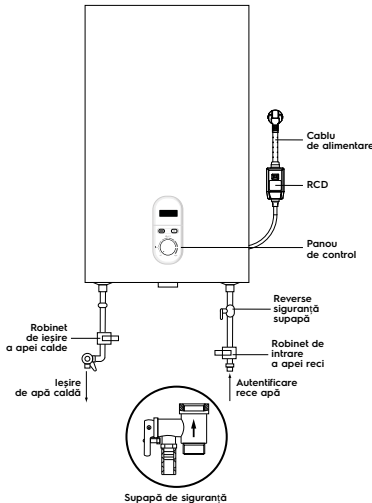 Cablu
de alimentare
RCD
Panou
de control
Reverse
siguranță
supapă
Robinet
de ieșire
a apei calde
Robinet de
intrare
a apei reci
Ieșire
de apă caldă
Autentificare
rece apă
Supapă de siguranță